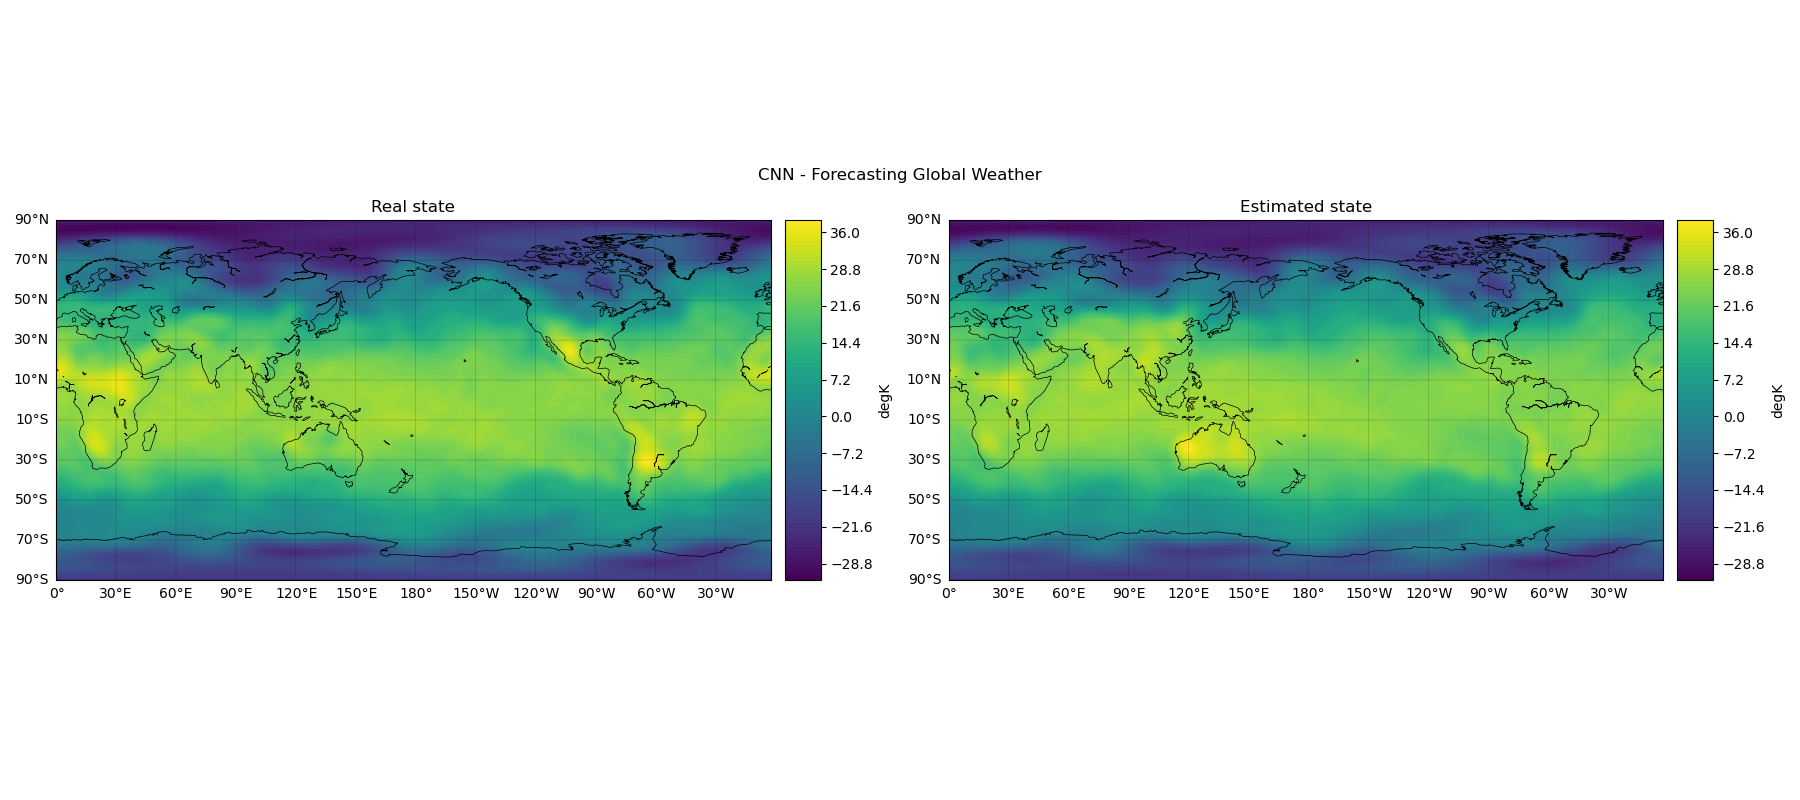 CNN - Forecasting Global Weather
Real state
90°N
70°N
50°N
30°N
10°N
10°S
30°S
50°S
70°S
90°S
0° 30°E 60°E 90°E 120°E 150°E 180° 150°W 120°W 90°W 60°W 30°W
36.0
28.8
21.6
14.4
7.2
0.0
−7.2
−14.4
−21.6
−28.8
degK
Estimated state
90°N
70°N
50°N
30°N
10°N
10°S
30°S
50°S
70°S
90°S
0° 30°E 60°E 90°E 120°E 150°E 180° 150°W 120°W 90°W 60°W 30°W
36.0
28.8
21.6
14.4
7.2
0.0
−7.2
−14.4
−21.6
−28.8
degK